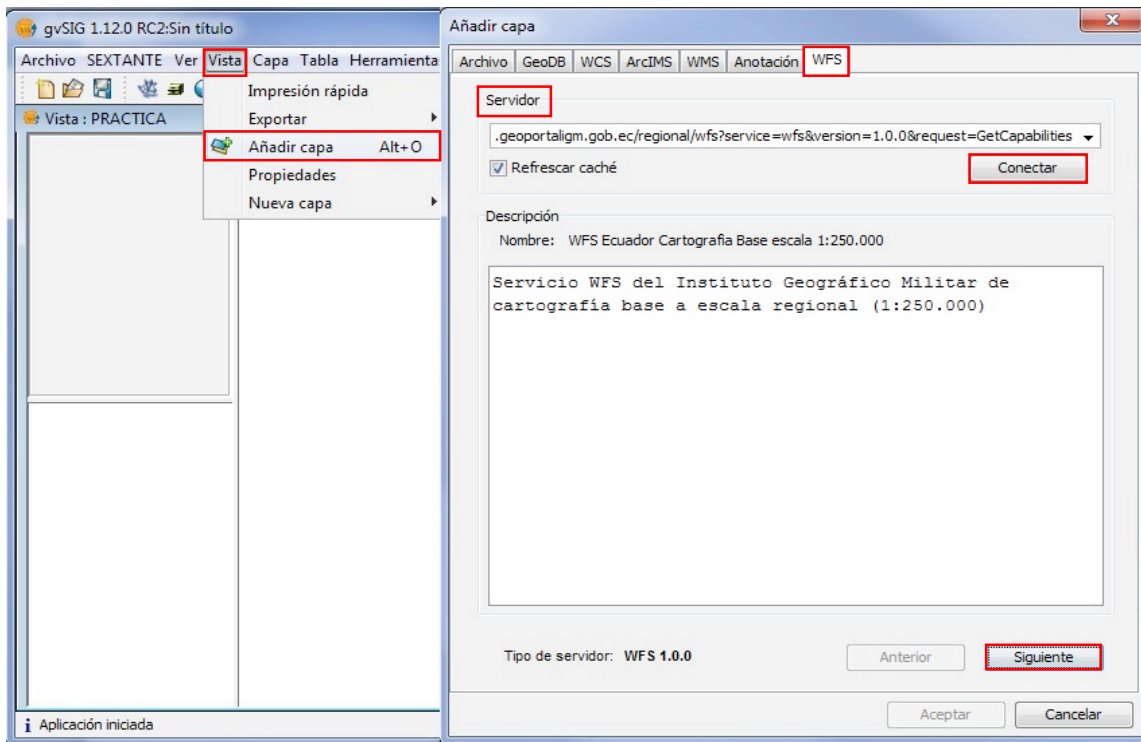 gvSIG 1.12.0 RC2:Sin título
Archivo SEXTANTE Ver Vista Capa Tabla Herramienta
Impresión rápida
Vista : PRACTICA
Exportar
Añadir capa Alt+O
Propiedades
Nueva capa
Aplicación iniciada
Añadir capa
Archivo GeoDB WCS ArcIMS WMS Anotación WFS
Servidor
.geoportaligm.gob.ec/regional/wfs?service=wfs&version=1.0.0&request=GetCapabilities
Refrescar caché Conectar
Descripción
Nombre: WFS Ecuador Cartografia Base escala 1:250.000
Servicio WFS del Instituto Geográfico Militar de
cartografía base a escala regional (1:250.000)
Tipo de servidor: WFS 1.0.0 Anterior Siguiente
Aceptar Cancelar